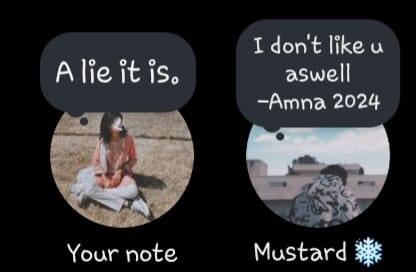 A lie it is。
I don't like u
aswell
-Amna 2024
Your note
Mustard ❄️